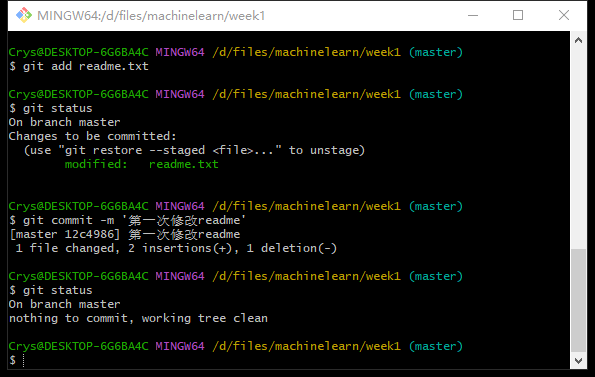 MINGW64:/d/files/machinelearn/week1
Crys@DESKTOP-6G6BA4C MINGW64 /d/files/machinelearn/week1 (master)
$ git add readme.txt
Crys@DESKTOP-6G6BA4C MINGW64 /d/files/machinelearn/week1 (master)
$ git status
On branch master
Changes to be committed:
  (use "git restore --staged <file>..." to unstage)
        modified:   readme.txt
Crys@DESKTOP-6G6BA4C MINGW64 /d/files/machinelearn/week1 (master)
$ git commit -m '第一次修改readme'
[master 12c4986] 第一次修改readme
 1 file changed, 2 insertions(+), 1 deletion(-)
Crys@DESKTOP-6G6BA4C MINGW64 /d/files/machinelearn/week1 (master)
$ git status
On branch master
nothing to commit, working tree clean
Crys@DESKTOP-6G6BA4C MINGW64 /d/files/machinelearn/week1 (master)
$